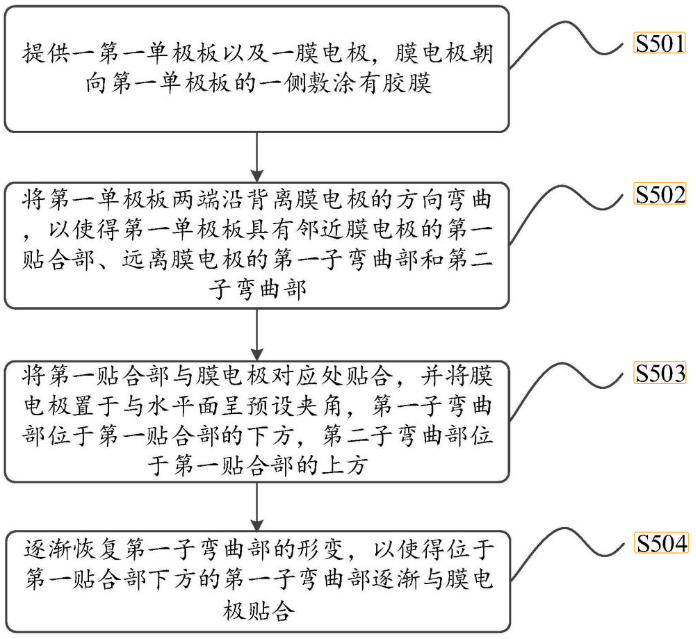 提供一第一单极板以及一膜电极，膜电极朝
向第一单极板的一侧敷涂有胶膜
S501
将第一单极板两端沿背离膜电极的方向弯曲
，以使得第一单极板具有邻近膜电极的第一
贴合部、远离膜电极的第一子弯曲部和第二
子弯曲部
S502
将第一贴合部与膜电极对应处贴合，并将膜
电极置于与水平面呈预设夹角，第一子弯曲
部位于第一贴合部的下方，第二子弯曲部位
于第一贴合部的上方
S503
逐渐恢复第一子弯曲部的形变，以使得位于
第一贴合部下方的第一子弯曲部逐渐与膜电
极贴合
S504